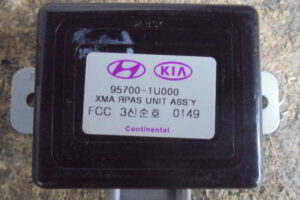 KIA
95700-1U000
XMA RPAS UNIT ASS'Y
FCC 3신순호 0149
Continental